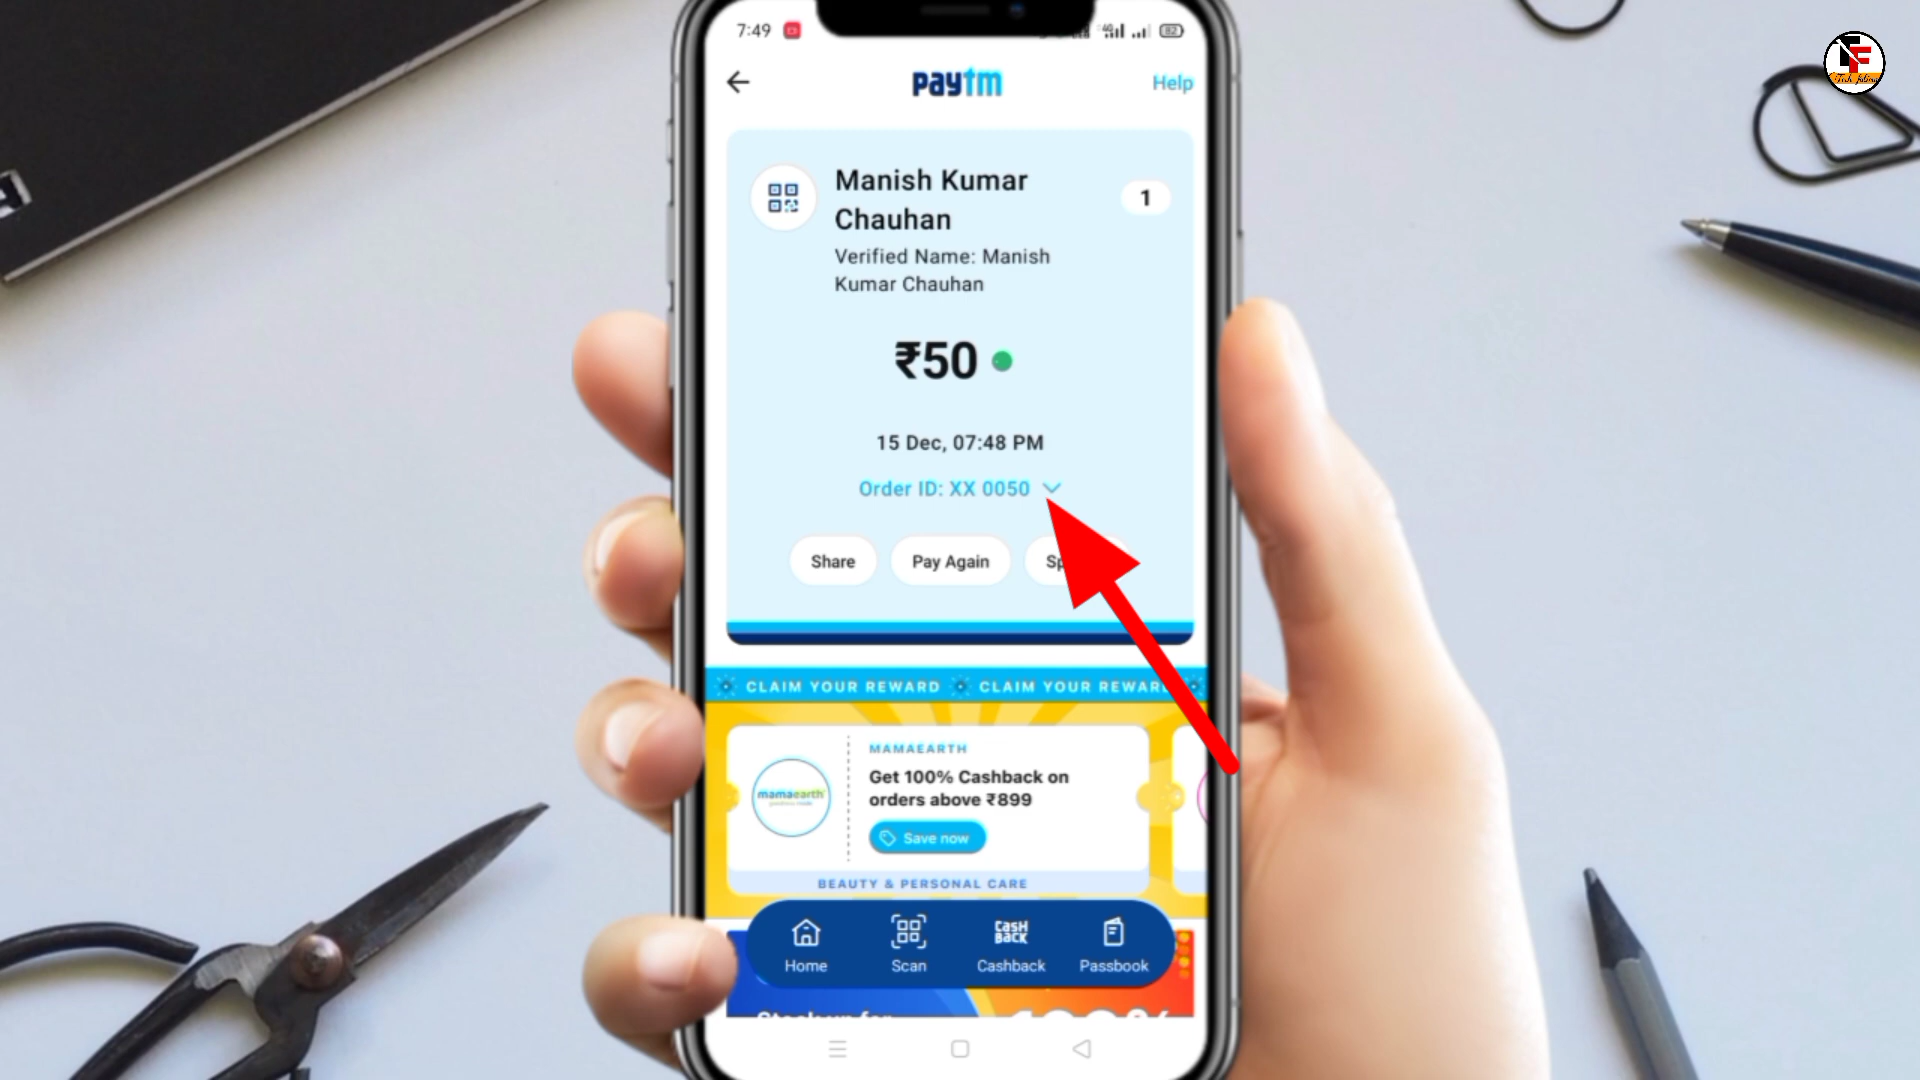 7:49
82
paytm
Help
Manish Kumar
Chauhan
1
Verified Name: Manish
Kumar Chauhan
₹50
15 Dec, 07:48 PM
Order ID: XX 0050
Share
Pay Again
CLAIM YOUR REWARD
CLAIM YOUR REWARD
MAMAEARTH
Get 100% Cashback on
orders above ₹899
mamaearth
Save now
BEAUTY & PERSONAL CARE
CASH
BACK
Home
Scan
Cashback
Passbook